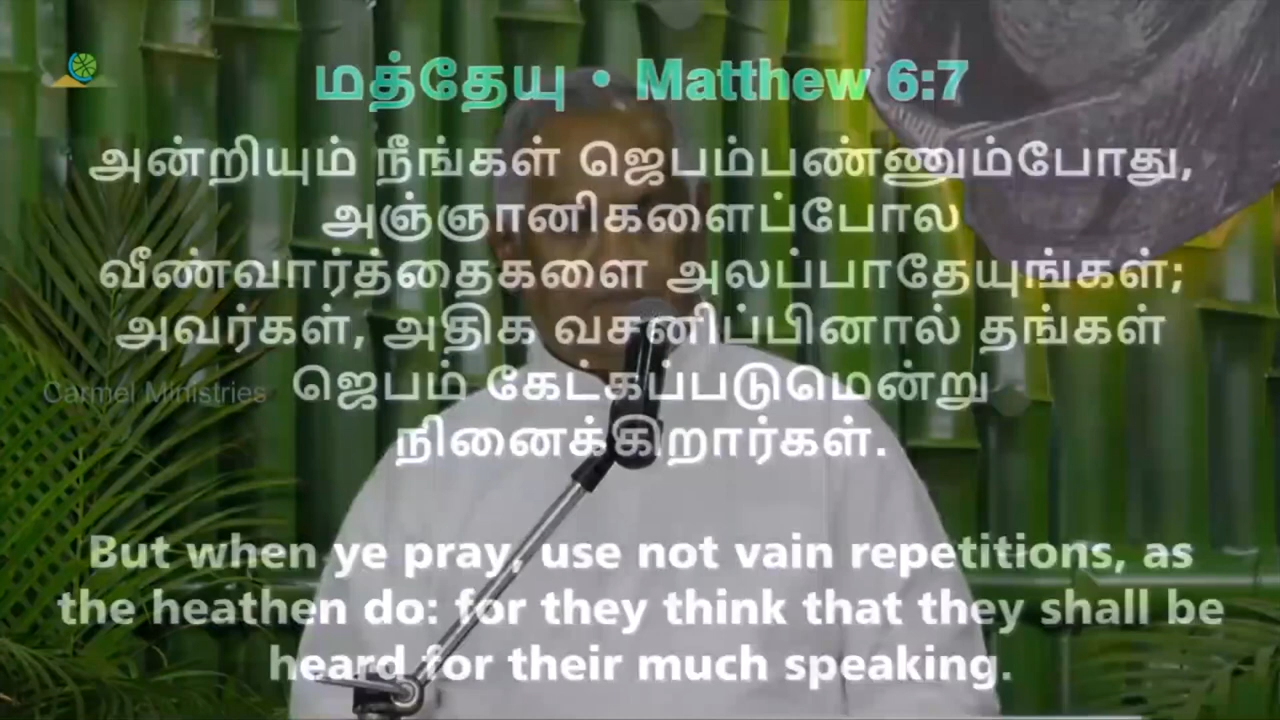 மத்தேயு • Matthew 6:7
அன்றியும் நீங்கள் ஜெபம்பண்ணும்போது,
அஞ்ஞானிகளைப்போல
வீண்வார்த்தைகளை அலப்பாதேயுங்கள்;
அவர்கள், அதிக வசனிப்பினால் தங்கள்
ஜெபம் கேட்கப்படுமென்று
நினைக்கிறார்கள்.
Carmel Ministries
But when ye pray, use not vain repetitions, as
the heathen do: for they think that they shall be
heard for their much speaking.